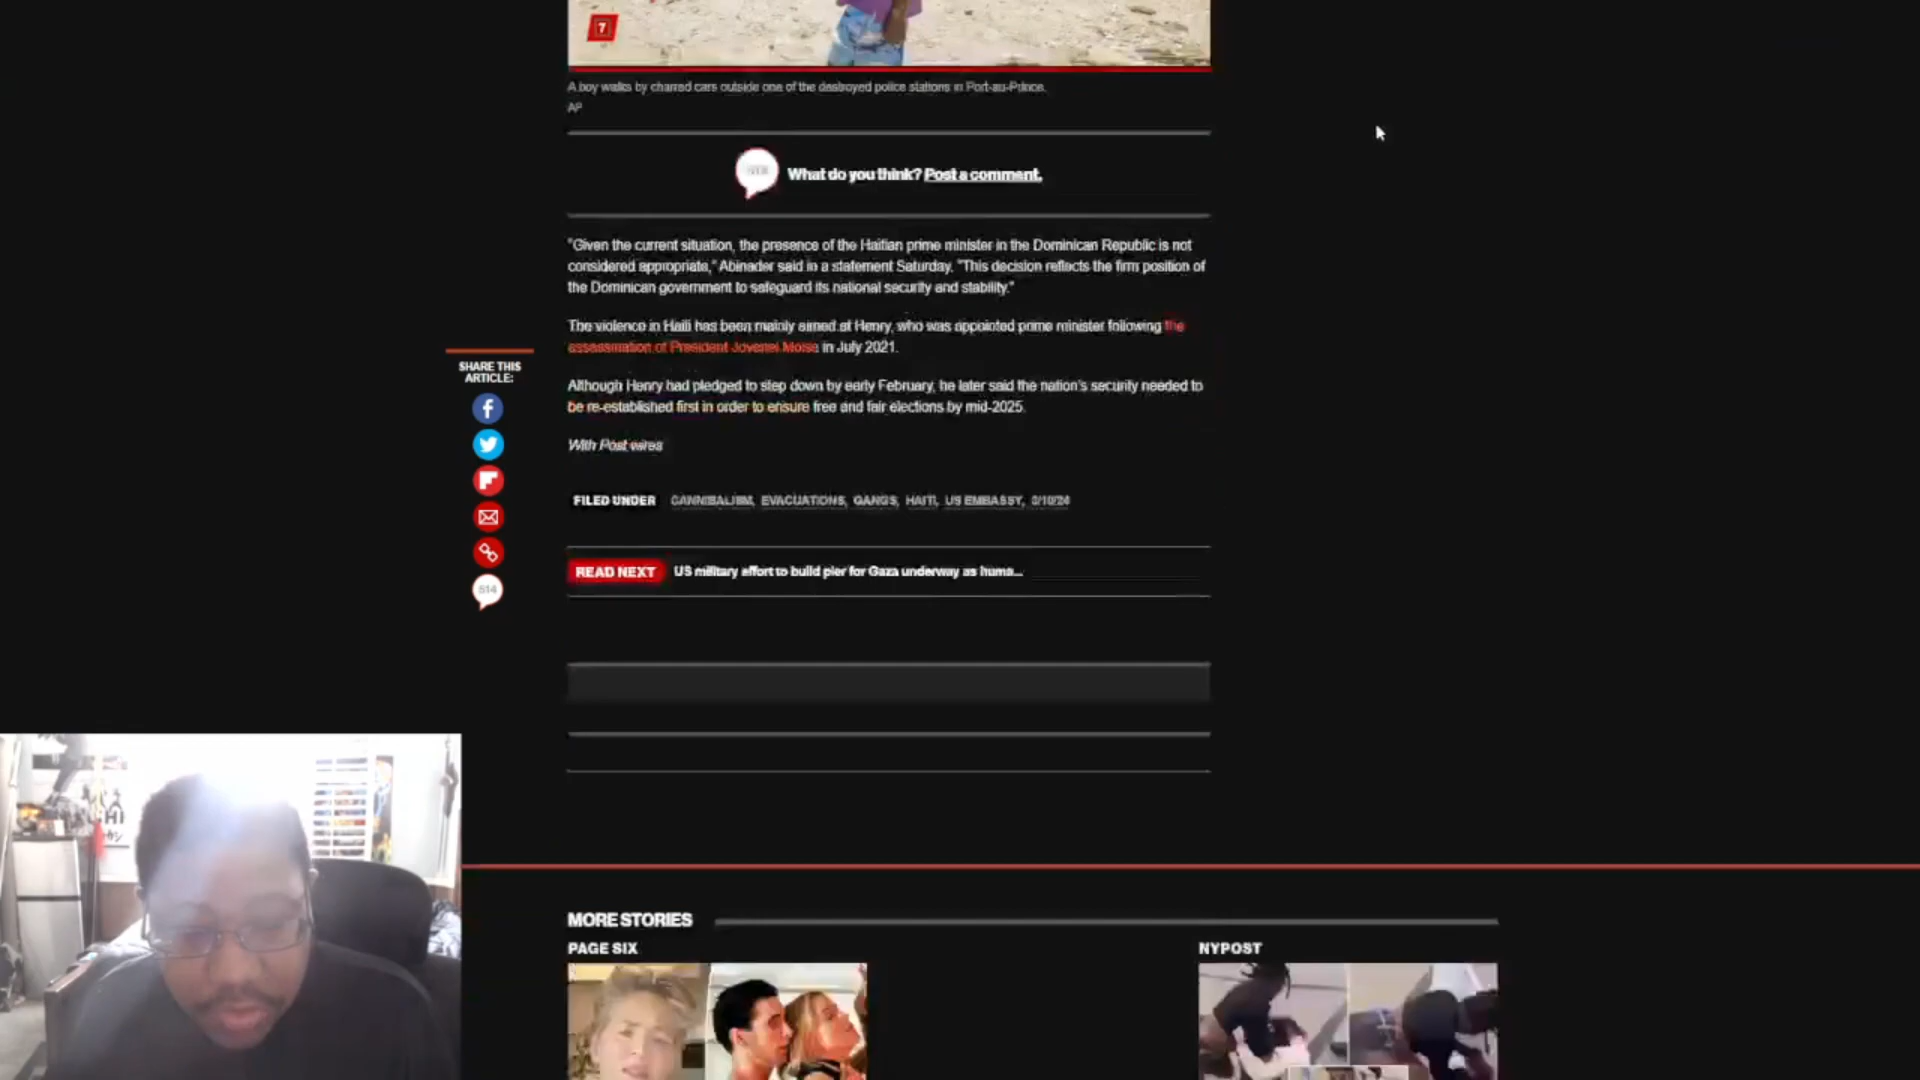 7
A boy walks by charred cars outside one of the destroyed police stations in Port-au-Prince.
AP
What do you think? Post a comment.
"Given the current situation, the presence of the Haitian prime minister in the Dominican Republic is not
considered appropriate," Abinader said in a statement Saturday. "This decision reflects the firm position of
the Dominican government to safeguard its national security and stability."
The violence in Haiti has been mainly aimed at Henry, who was appointed prime minister following the
assassination of President Jovenel Moïse in July 2021.
Although Henry had pledged to step down by early February, he later said the nation's security needed to
be re-established first in order to ensure free and fair elections by mid-2025.
With Post wires
SHARE THIS
ARTICLE:
514
FILED UNDER CANNIBALISM, EVACUATIONS, GANGS, HAITI, US EMBASSY, 3/10/24
READ NEXT US military effort to build pier for Gaza underway as huma...
MORE STORIES
PAGE SIX
NYPOST